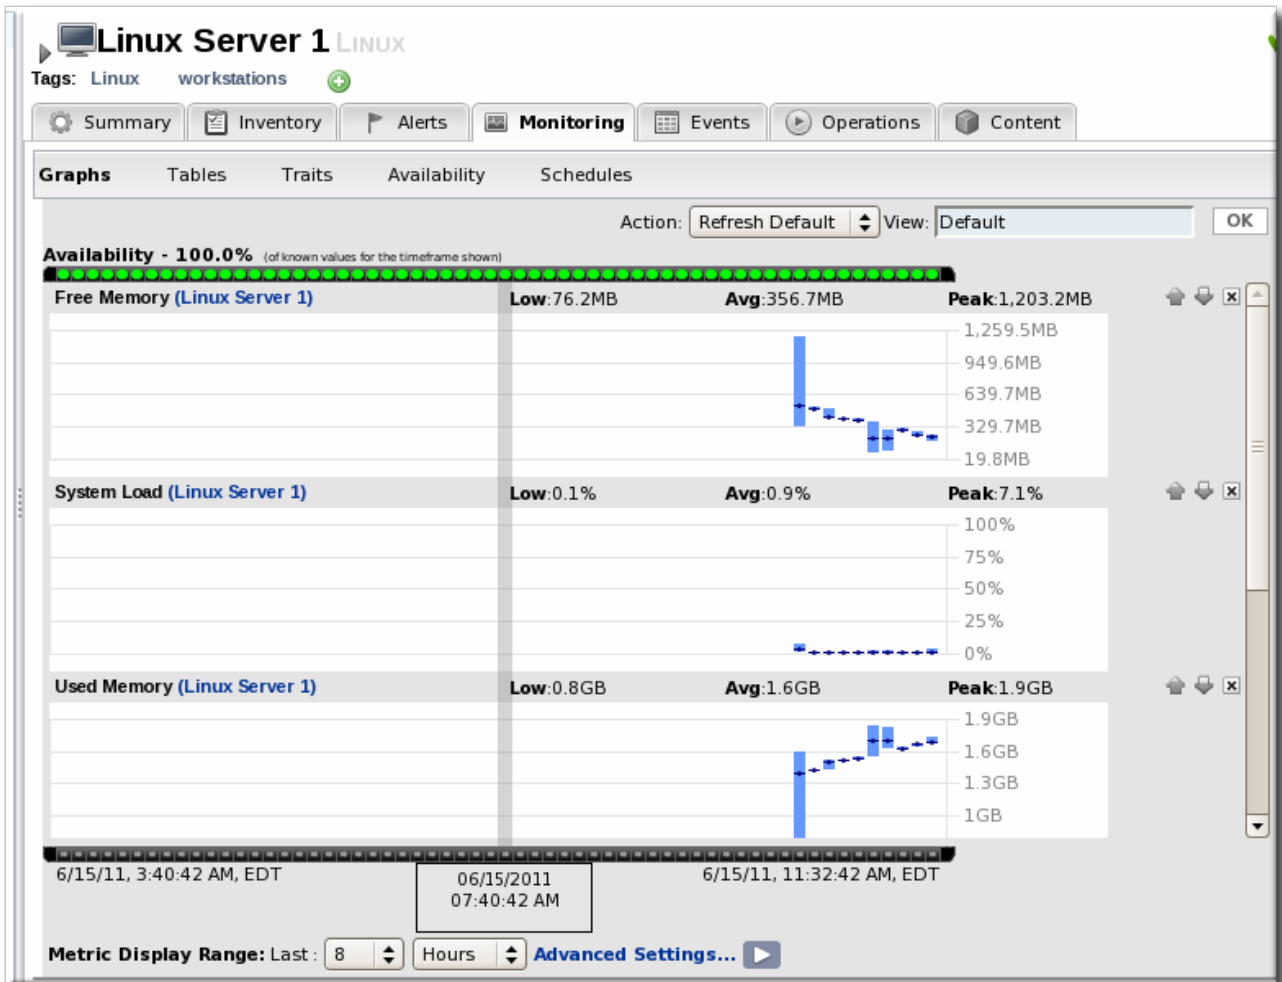 Linux Server 1 LINUX
Tags: Linux workstations
Summary Inventory Alerts Monitoring Events Operations Content
Graphs Tables Traits Availability Schedules
Action: Refresh Default View: Default OK
Availability - 100.0% (of known values for the timeframe shown)
Free Memory (Linux Server 1) Low:76.2MB Avg:356.7MB Peak:1,203.2MB
1,259.5MB
949.6MB
639.7MB
329.7MB
19.8MB
System Load (Linux Server 1) Low:0.1% Avg:0.9% Peak:7.1%
100%
75%
50%
25%
0%
Used Memory (Linux Server 1) Low:0.8GB Avg:1.6GB Peak:1.9GB
1.9GB
1.6GB
1.3GB
1GB
6/15/11, 3:40:42 AM, EDT 6/15/11, 11:32:42 AM, EDT
06/15/2011
07:40:42 AM
Metric Display Range: Last : 8 Hours Advanced Settings...